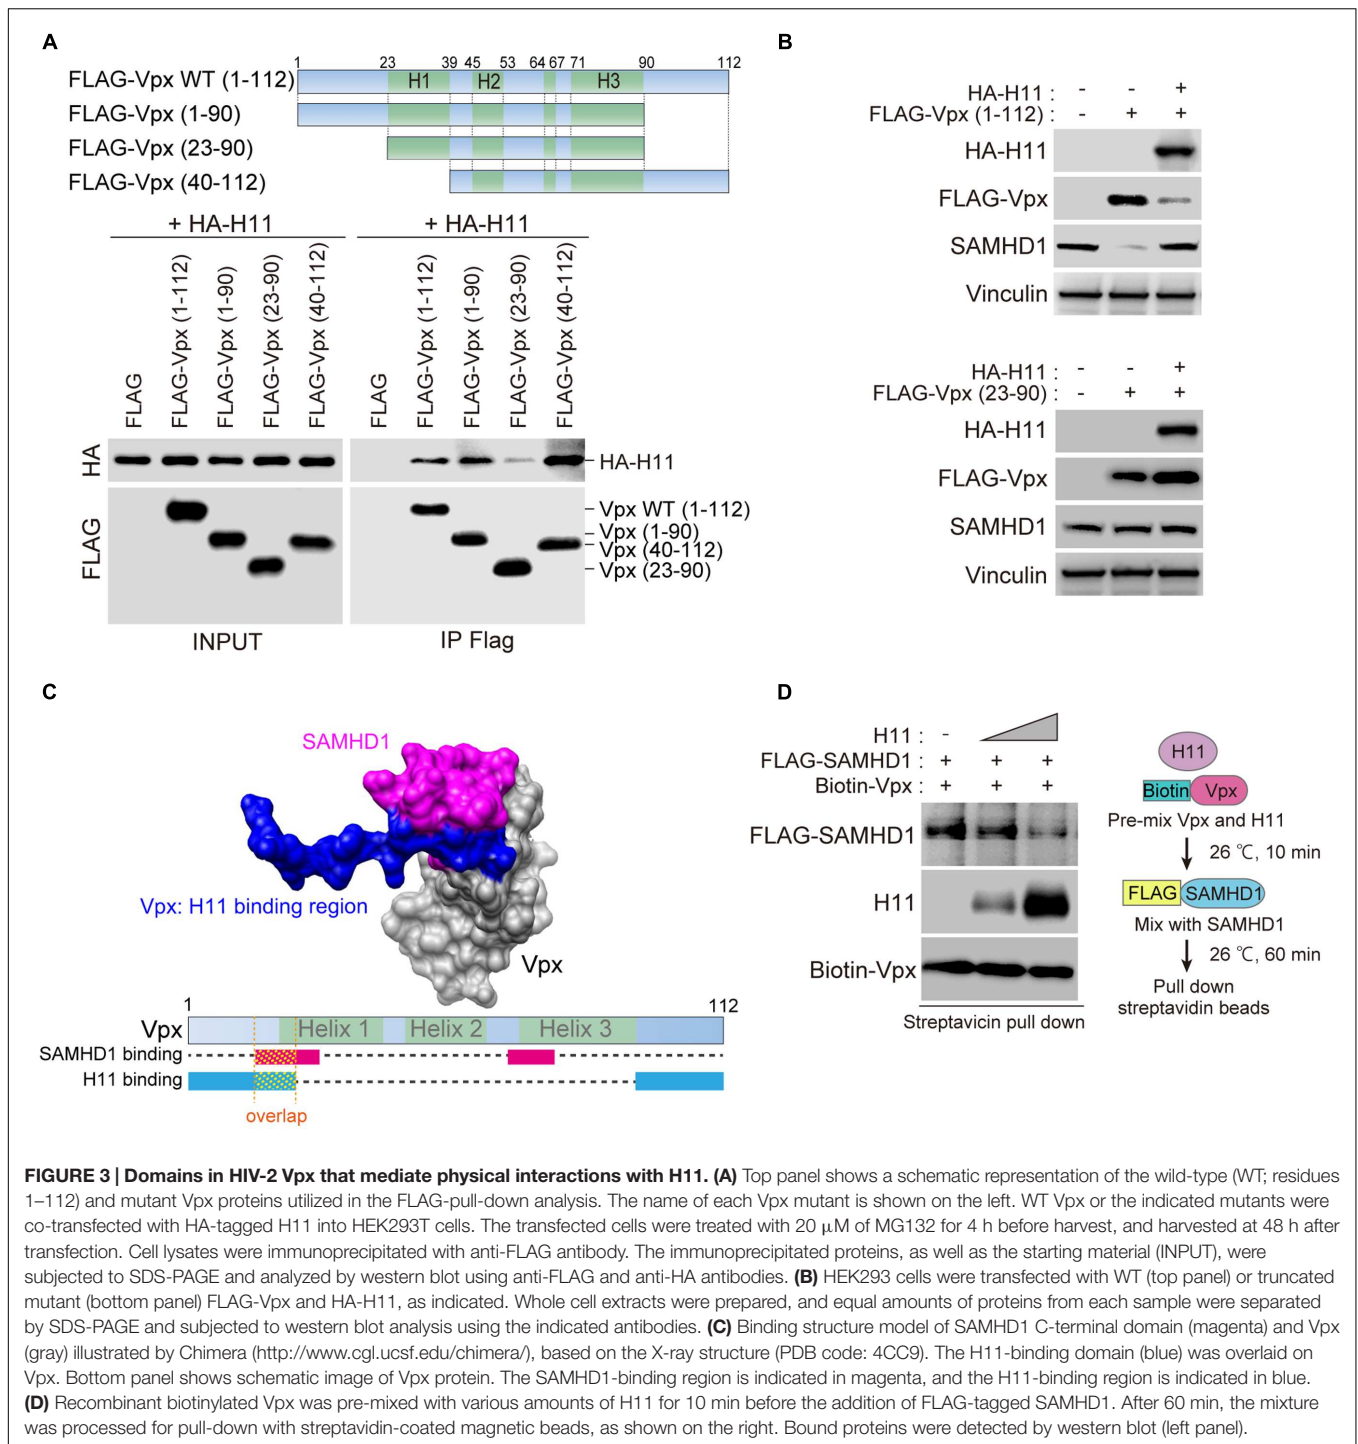 A
1 23 39 45 53 64 67 71 90 112
FLAG-Vpx WT (1-112) H1 H2 H3
FLAG-Vpx (1-90)
FLAG-Vpx (23-90)
FLAG-Vpx (40-112)
+ HA-H11 + HA-H11
FLAG
FLAG-Vpx (1-112)
FLAG-Vpx (1-90)
FLAG-Vpx (23-90)
FLAG-Vpx (40-112)
FLAG
FLAG-Vpx (1-112)
FLAG-Vpx (1-90)
FLAG-Vpx (23-90)
FLAG-Vpx (40-112)
HA
HA-H11
FLAG
Vpx WT (1-112)
Vpx (1-90)
Vpx (40-112)
Vpx (23-90)
INPUT IP Flag
B
HA-H11 : - - +
FLAG-Vpx (1-112) : - + +
HA-H11
FLAG-Vpx
SAMHD1
Vinculin
HA-H11 : - - +
FLAG-Vpx (23-90) : - + +
HA-H11
FLAG-Vpx
SAMHD1
Vinculin
C
SAMHD1
Vpx: H11 binding region
Vpx
1 112
Vpx Helix 1 Helix 2 Helix 3
SAMHD1 binding
H11 binding
overlap
D
H11 : -
FLAG-SAMHD1 : + + +
Biotin-Vpx : + + +
FLAG-SAMHD1
H11
Biotin-Vpx
Streptavicin pull down
H11
Biotin Vpx
Pre-mix Vpx and H11
26 ℃, 10 min
FLAG SAMHD1
Mix with SAMHD1
26 ℃, 60 min
Pull down
streptavidin beads
FIGURE 3 | Domains in HIV-2 Vpx that mediate physical interactions with H11. (A) Top panel shows a schematic representation of the wild-type (WT; residues
1–112) and mutant Vpx proteins utilized in the FLAG-pull-down analysis. The name of each Vpx mutant is shown on the left. WT Vpx or the indicated mutants were
co-transfected with HA-tagged H11 into HEK293T cells. The transfected cells were treated with 20 μM of MG132 for 4 h before harvest, and harvested at 48 h after
transfection. Cell lysates were immunoprecipitated with anti-FLAG antibody. The immunoprecipitated proteins, as well as the starting material (INPUT), were
subjected to SDS-PAGE and analyzed by western blot using anti-FLAG and anti-HA antibodies. (B) HEK293 cells were transfected with WT (top panel) or truncated
mutant (bottom panel) FLAG-Vpx and HA-H11, as indicated. Whole cell extracts were prepared, and equal amounts of proteins from each sample were separated
by SDS-PAGE and subjected to western blot analysis using the indicated antibodies. (C) Binding structure model of SAMHD1 C-terminal domain (magenta) and Vpx
(gray) illustrated by Chimera (http://www.cgl.ucsf.edu/chimera/), based on the X-ray structure (PDB code: 4CC9). The H11-binding domain (blue) was overlaid on
Vpx. Bottom panel shows schematic image of Vpx protein. The SAMHD1-binding region is indicated in magenta, and the H11-binding region is indicated in blue.
(D) Recombinant biotinylated Vpx was pre-mixed with various amounts of H11 for 10 min before the addition of FLAG-tagged SAMHD1. After 60 min, the mixture
was processed for pull-down with streptavidin-coated magnetic beads, as shown on the right. Bound proteins were detected by western blot (left panel).